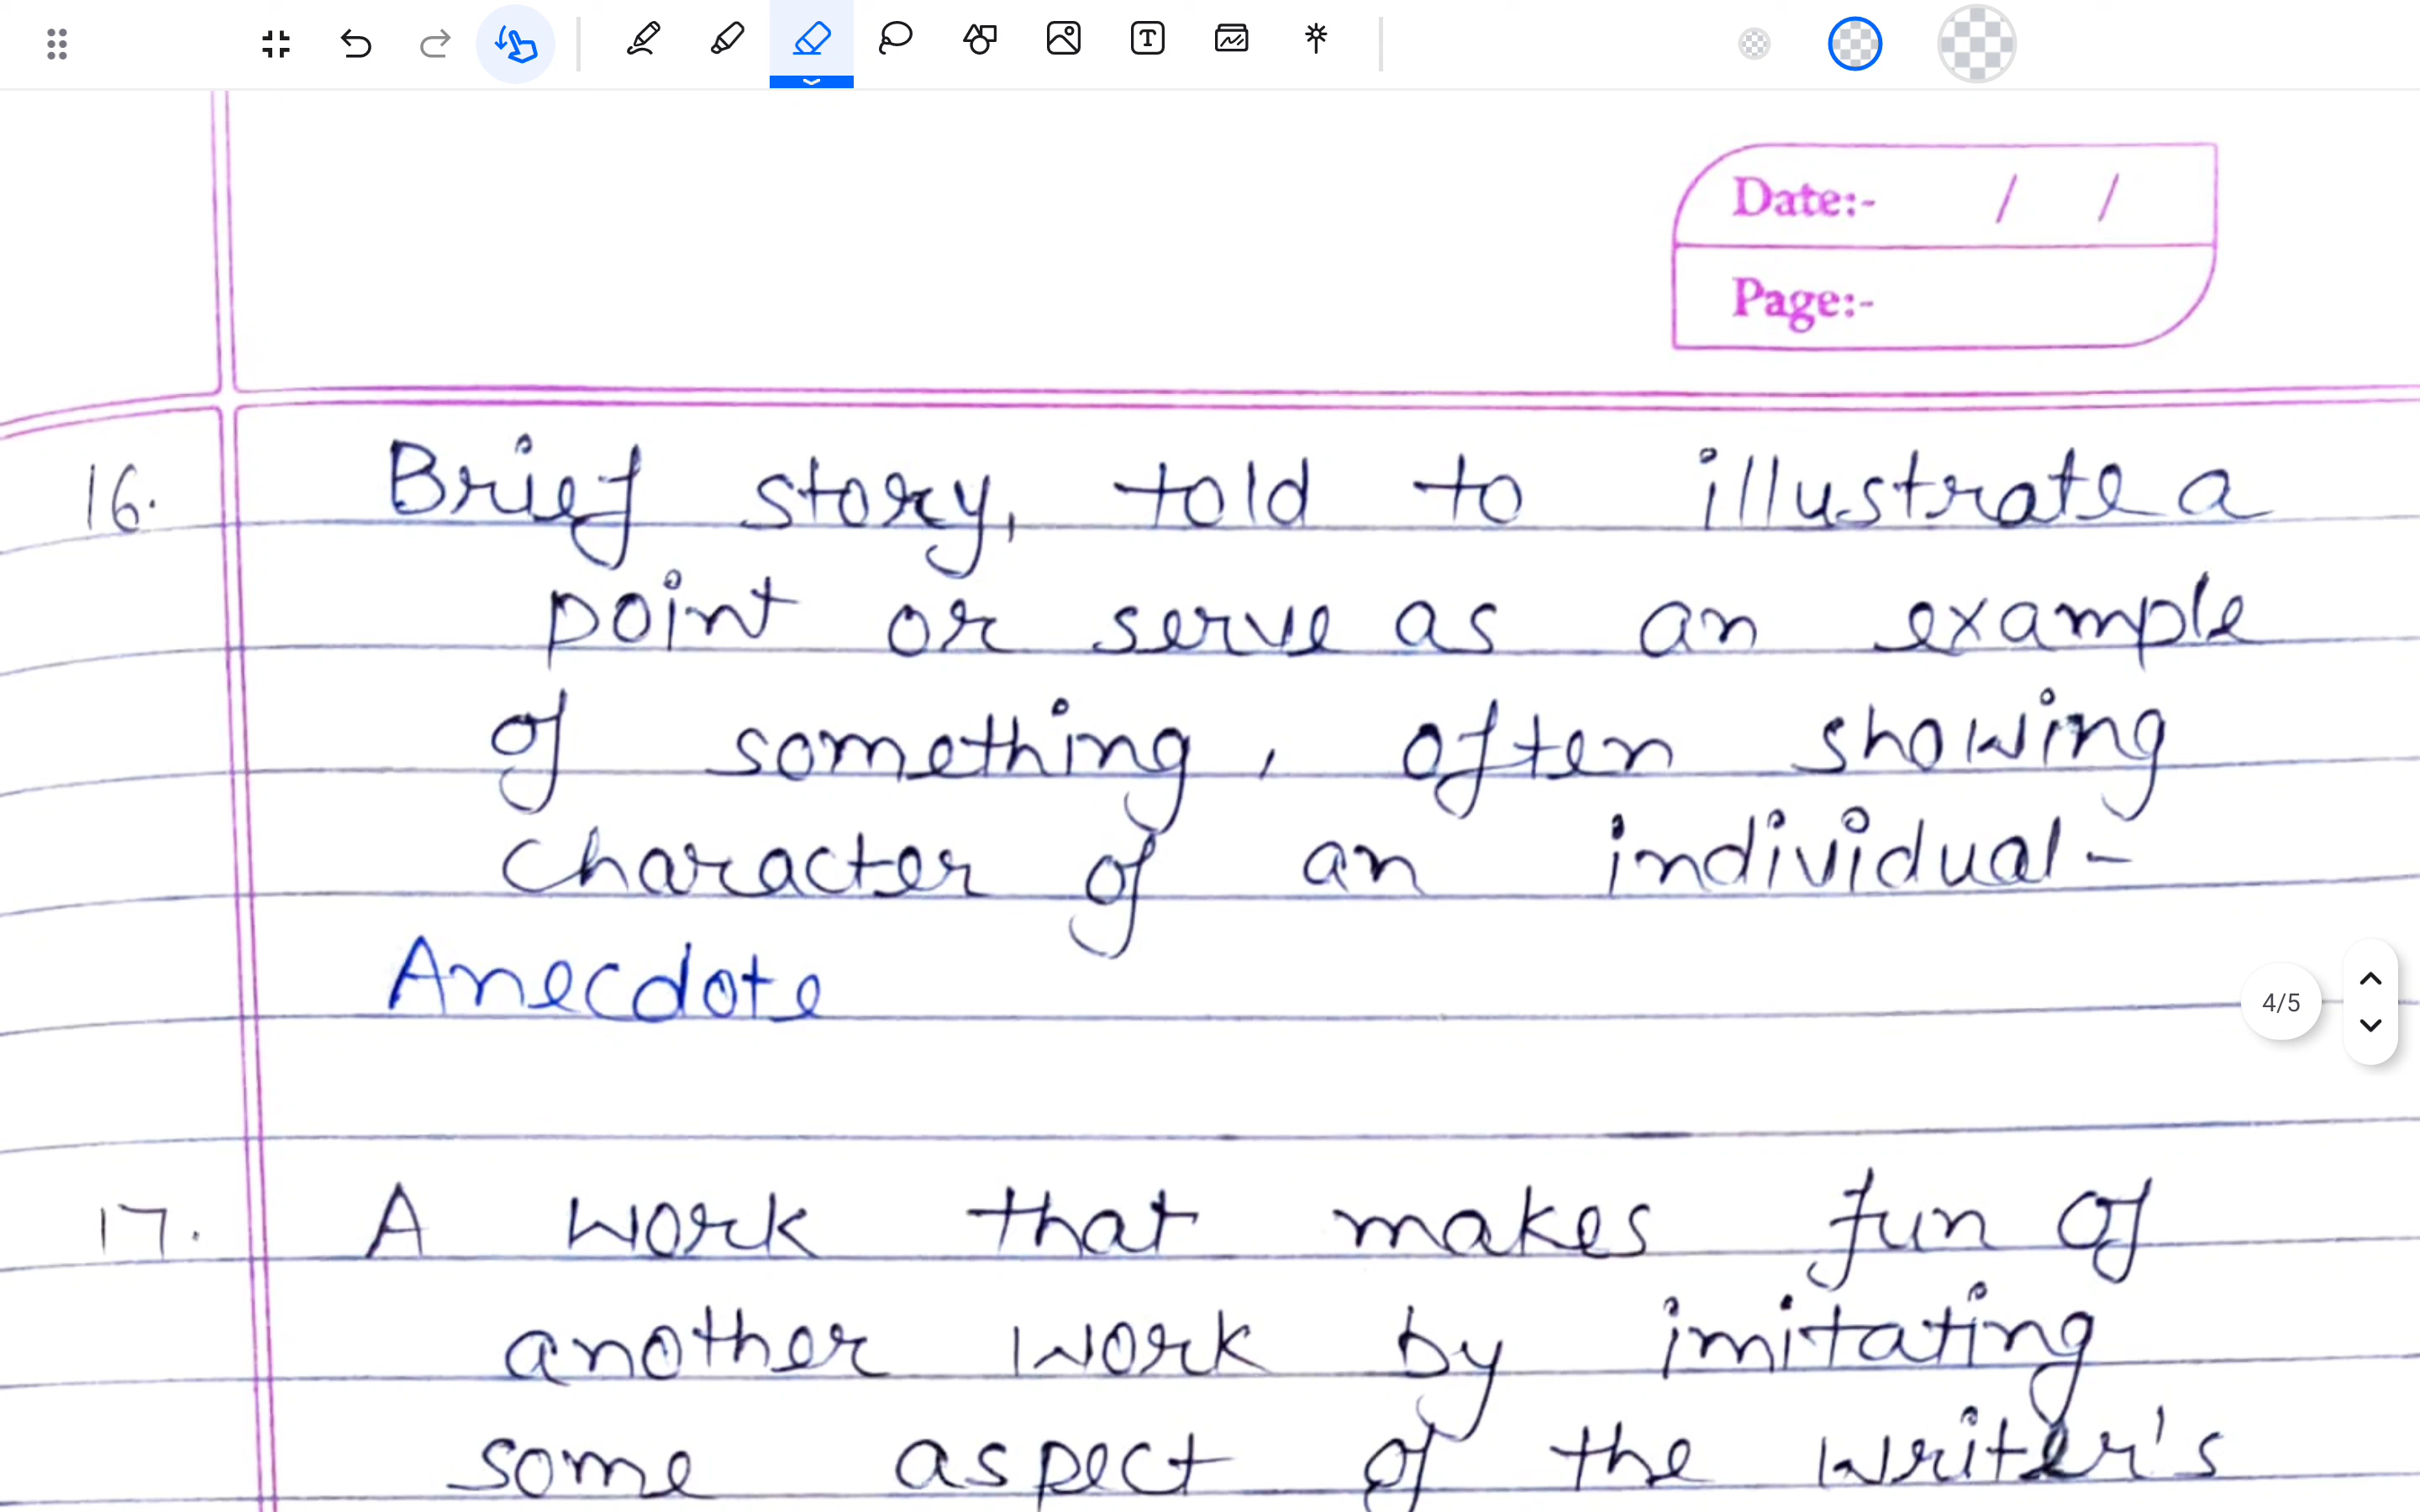 Date:- / /
Page:-
16. Brief story, told to illustrate a
point or serve as an example
of something, often showing
character of an individual-
Anecdote
4/5
17. A work that makes fun of
another work by imitating
some aspect of the writer's